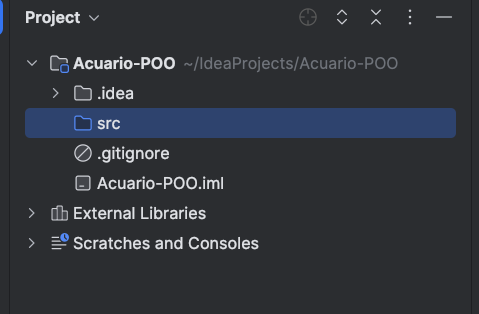 Project
Acuario-POO ~/IdeaProjects/Acuario-POO
.idea
src
.gitignore
Acuario-POO.iml
External Libraries
Scratches and Consoles